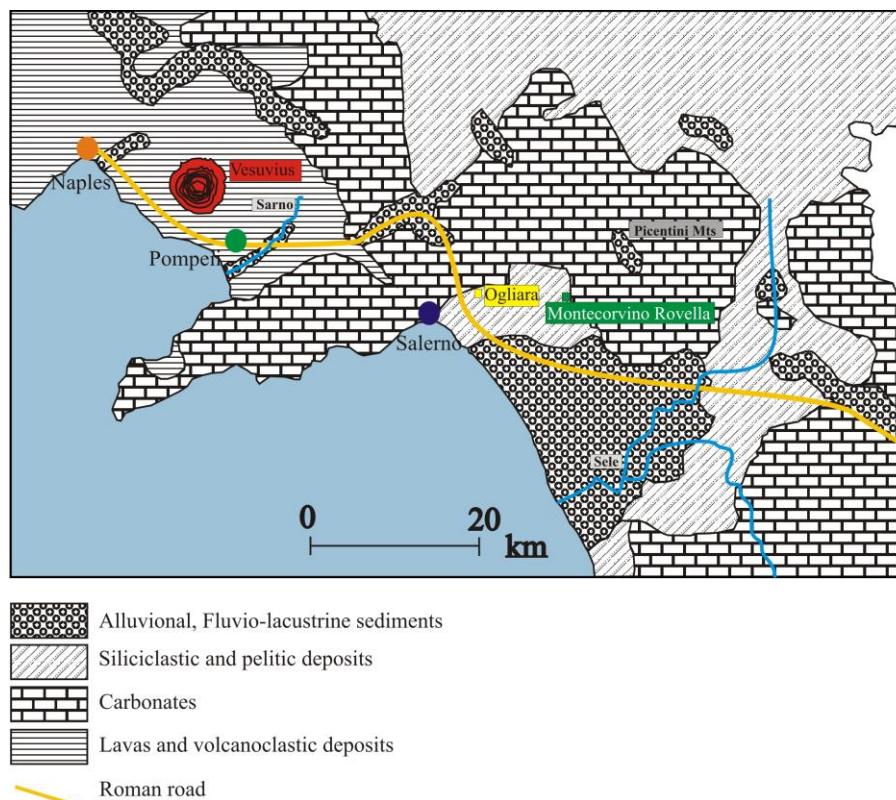 Vesuvius
Naples
Sarno
Pompeii
Picentini Mts
Ogliara
Montecorvino Rovella
Salerno
Sele
0 20
km
Alluvional, Fluvio-lacustrine sediments
Siliciclastic and pelitic deposits
Carbonates
Lavas and volcanoclastic deposits
Roman road